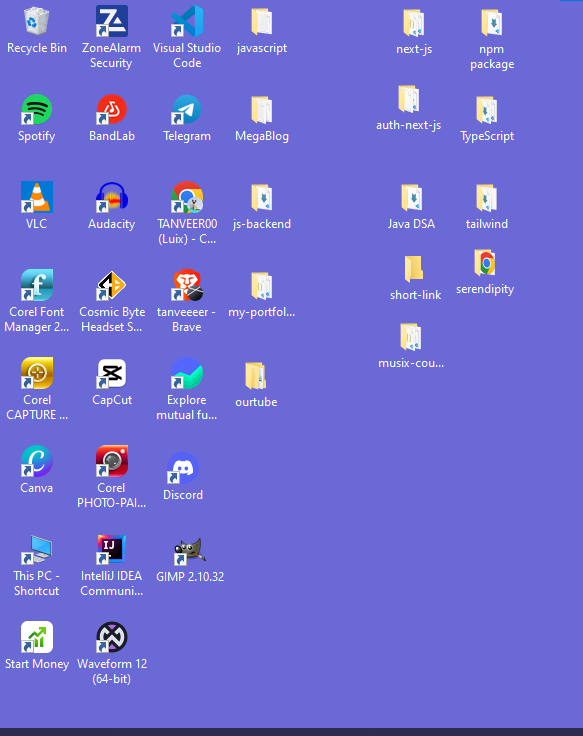 Recycle Bin
ZoneAlarm
Security
Visual Studio
Code
javascript
next-js
npm
package
Spotify
BandLab
Telegram
MegaBlog
auth-next-js
TypeScript
VLC
Audacity
TANVEER00
(Luix) - C...
js-backend
Java DSA
tailwind
Corel Font
Manager 2...
Cosmic Byte
Headset S...
tanveeeer -
Brave
my-portfol...
short-link
serendipity
Corel
CAPTURE ...
CapCut
Explore
mutual fu...
ourtube
musix-cou...
Canva
Corel
PHOTO-PAI...
Discord
This PC -
Shortcut
IntelliJ IDEA
Communi...
GIMP 2.10.32
Start Money
Waveform 12
(64-bit)